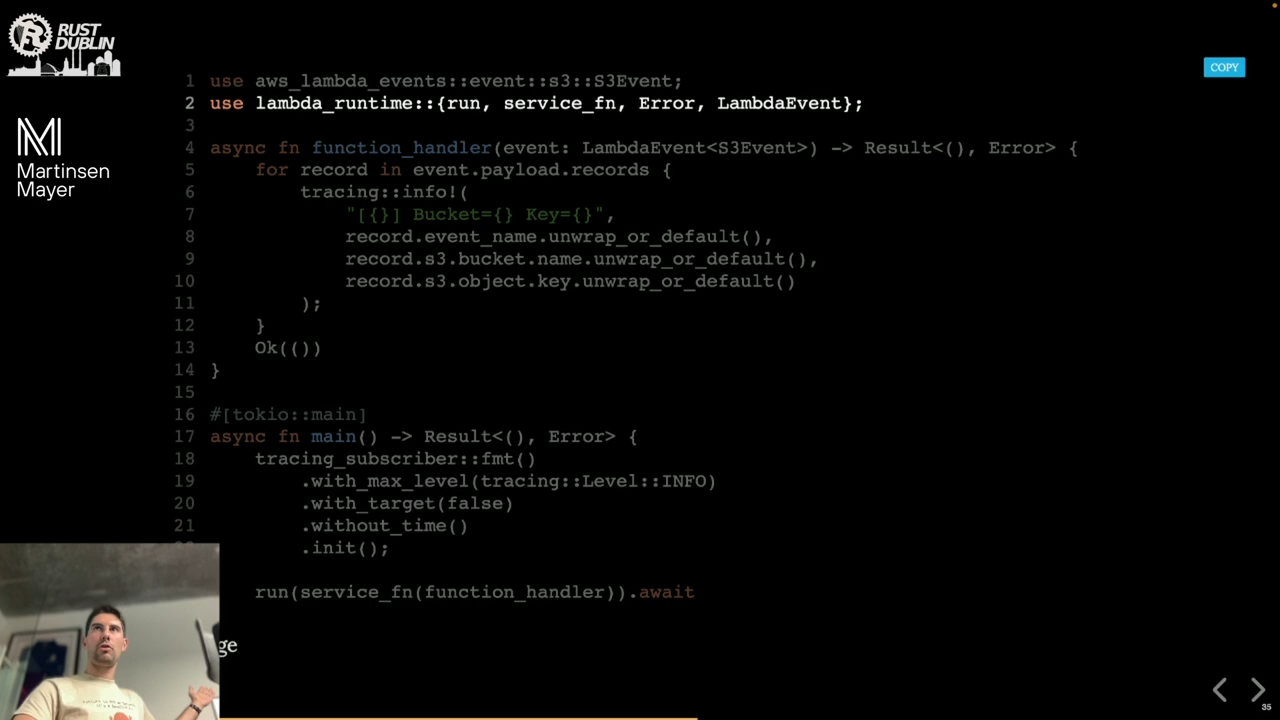 RUST
DUBLIN
Martinsen
Mayer
COPY
1 use aws_lambda_events::event::s3::S3Event;
2 use lambda_runtime::{run, service_fn, Error, LambdaEvent};
3
4 async fn function_handler(event: LambdaEvent<S3Event>) -> Result<(), Error> {
5     for record in event.payload.records {
6         tracing::info!(
7             "[{}] Bucket={} Key={}",
8             record.event_name.unwrap_or_default(),
9             record.s3.bucket.name.unwrap_or_default(),
10             record.s3.object.key.unwrap_or_default()
11         );
12     }
13     Ok(())
14 }
15
16 #[tokio::main]
17 async fn main() -> Result<(), Error> {
18     tracing_subscriber::fmt()
19         .with_max_level(tracing::Level::INFO)
20         .with_target(false)
21         .without_time()
.init();
run(service_fn(function_handler)).await
ge
35